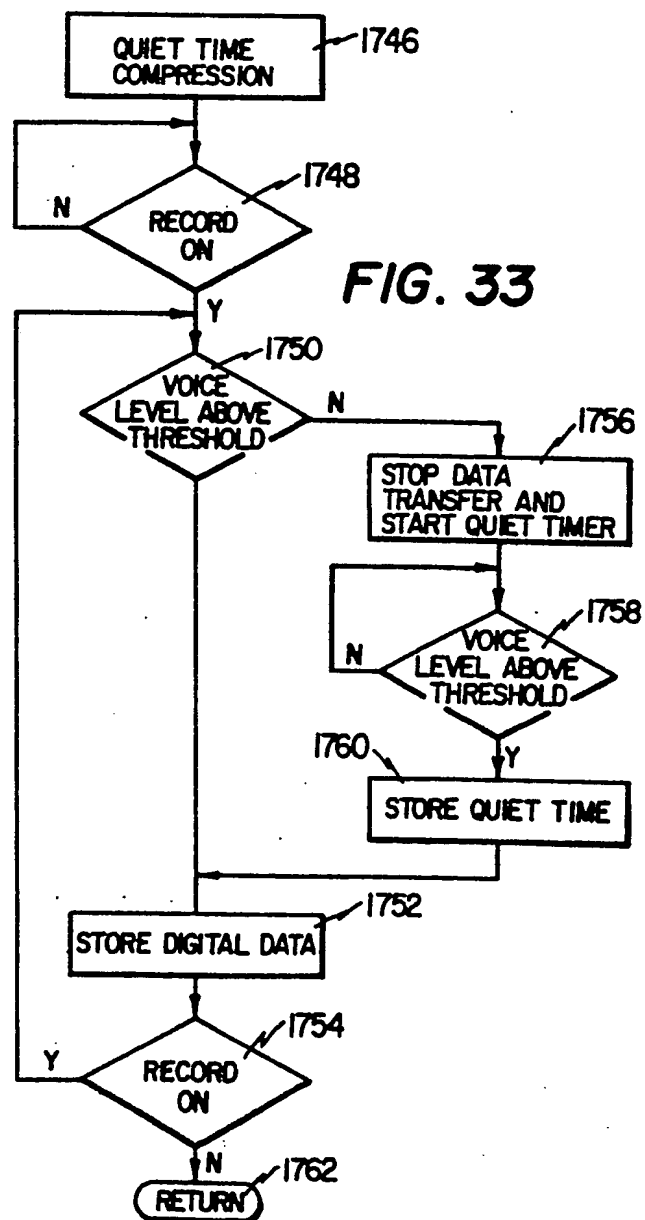 QUIET TIME
COMPRESSION
1746
1748
N
RECORD
ON
FIG. 33
Y
1750
VOICE
LEVEL ABOVE
THRESHOLD
N
1756
STOP DATA
TRANSFER AND
START QUIET TIMER
1758
VOICE
LEVEL ABOVE
THRESHOLD
N
Y
1760
STORE QUIET TIME
1752
STORE DIGITAL DATA
1754
Y
RECORD
ON
N
1762
RETURN